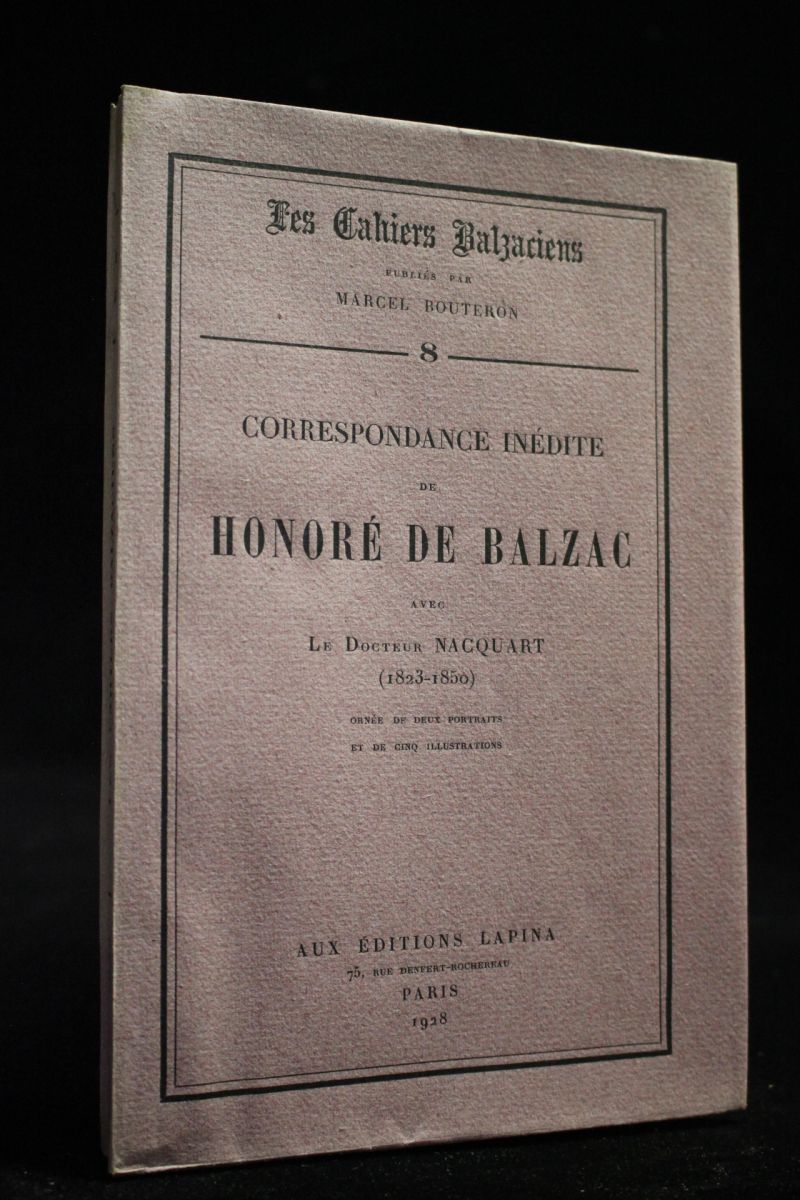 Les Cahiers Balzaciens
PUBLIÉS PAR
MARCEL BOUTERON
8
CORRESPONDANCE INÉDITE
DE
HONORÉ DE BALZAC
AVEC
LE DOCTEUR NACQUART
(1823-1850)
ORNÉE DE DEUX PORTRAITS
ET DE CINQ ILLUSTRATIONS
AUX ÉDITIONS LAPINA
75, RUE DENFERT-ROCHEREAU
PARIS
1928